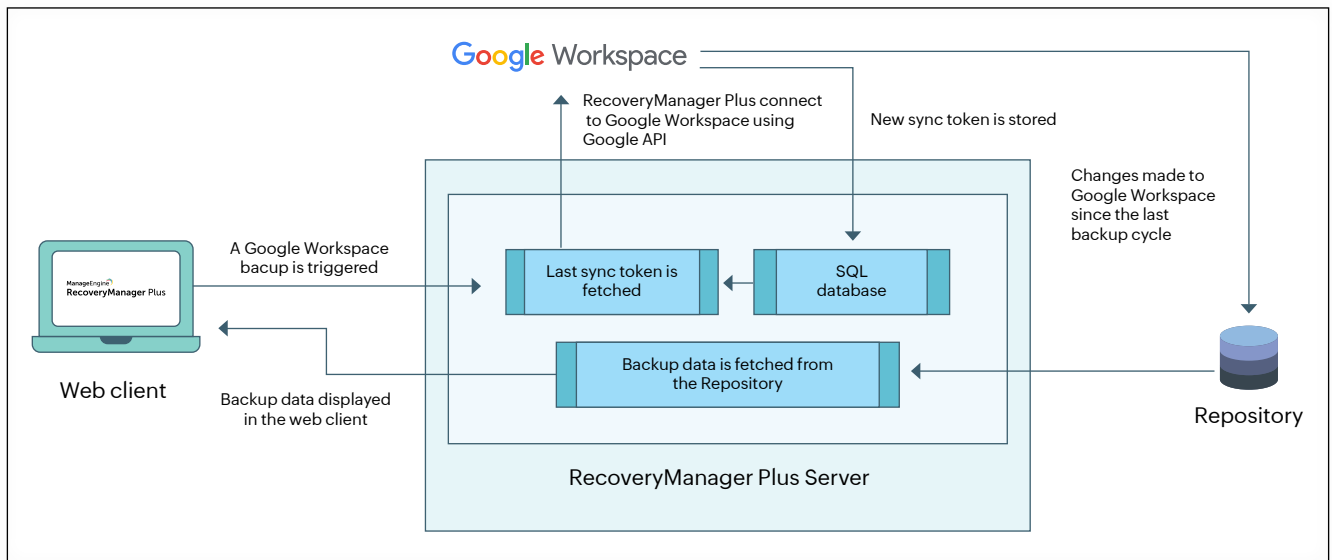 Google Workspace
RecoveryManager Plus connect
to Google Workspace using
Google API
New sync token is stored
Changes made to
Google Workspace
since the last
backup cycle
A Google Workspace
bacup is triggered
ManageEngine
RecoveryManager Plus
Last sync token is
fetched
SQL
database
Backup data is fetched from
the Repository
Web client
Backup data displayed
in the web client
Repository
RecoveryManager Plus Server